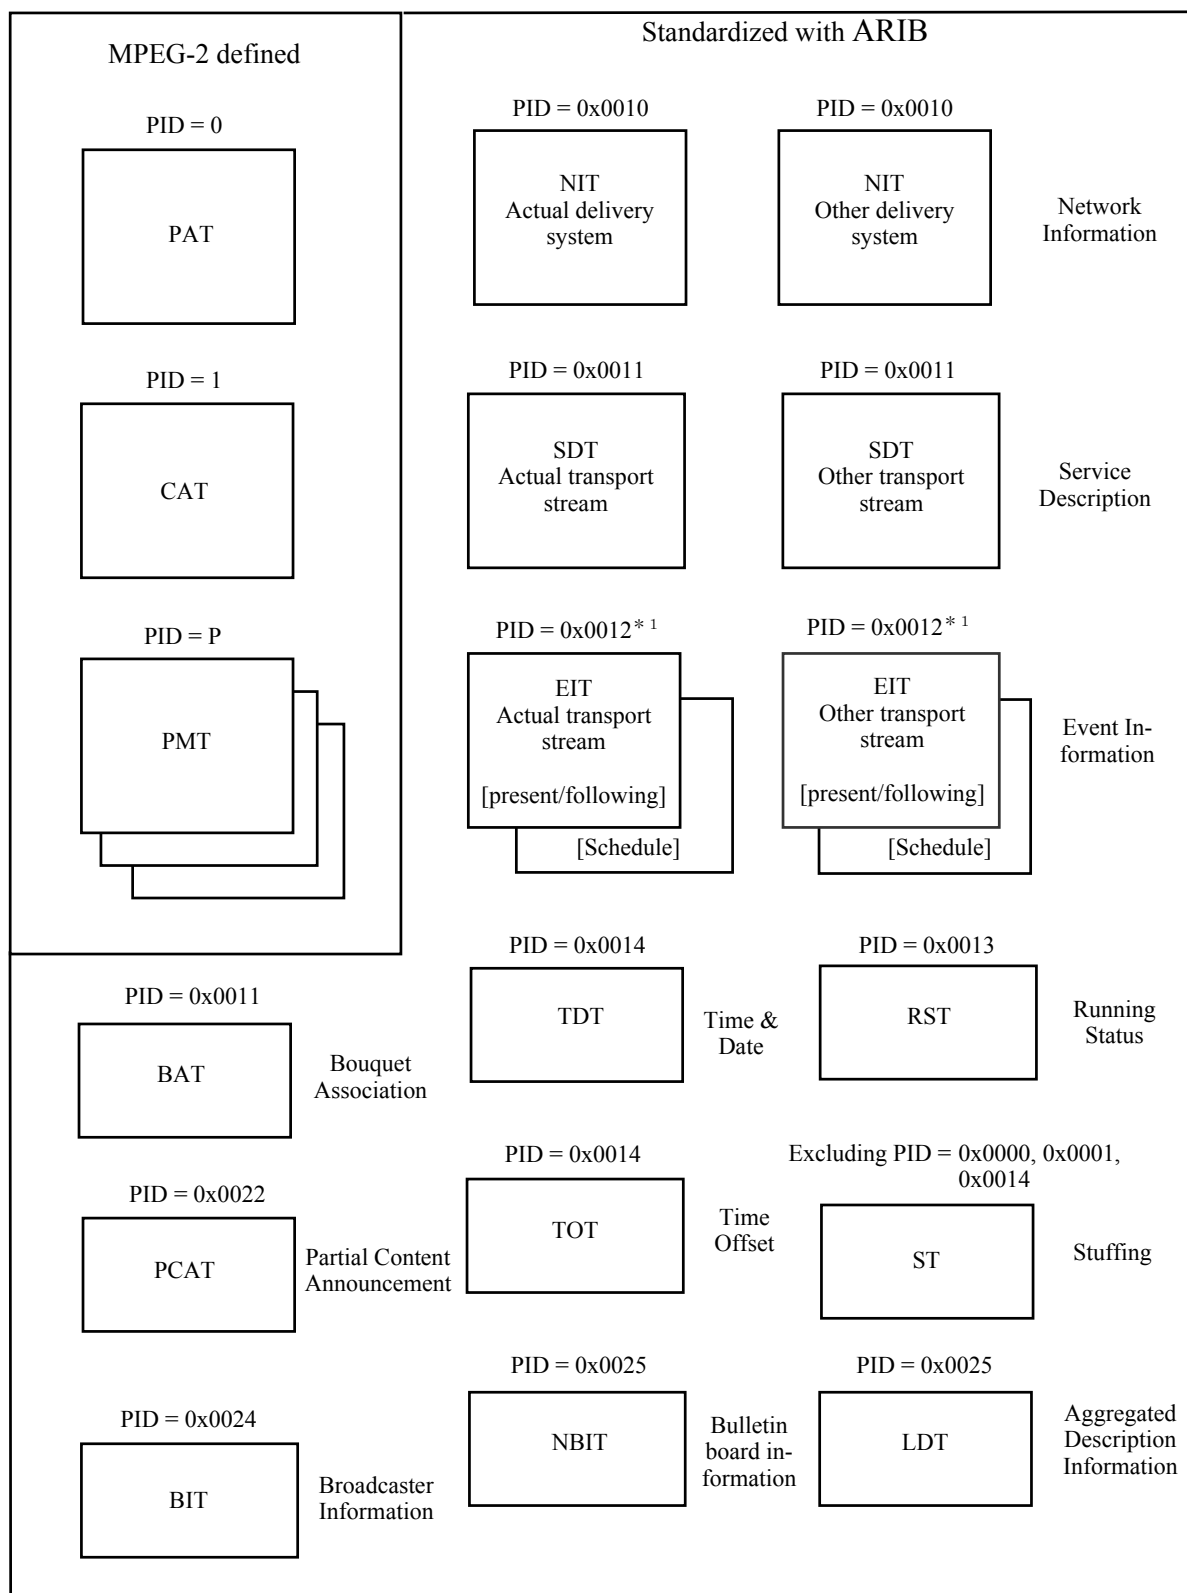 MPEG-2 defined
Standardized with ARIB
PID = 0
PAT
PID = 0x0010
NIT
Actual delivery
system
PID = 0x0010
NIT
Other delivery
system
Network
Information
PID = 1
CAT
PID = 0x0011
SDT
Actual transport
stream
PID = 0x0011
SDT
Other transport
stream
Service
Description
PID = P
PMT
PID = 0x0012*1
EIT
Actual transport
stream
[present/following]
[Schedule]
PID = 0x0012*1
EIT
Other transport
stream
[present/following]
[Schedule]
Event In-
formation
PID = 0x0011
BAT
Bouquet
Association
PID = 0x0014
TDT
Time &
Date
PID = 0x0013
RST
Running
Status
PID = 0x0022
PCAT
Partial Content
Announcement
PID = 0x0014
TOT
Time
Offset
Excluding PID = 0x0000, 0x0001,
0x0014
ST
Stuffing
PID = 0x0024
BIT
Broadcaster
Information
PID = 0x0025
NBIT
Bulletin
board in-
formation
PID = 0x0025
LDT
Aggregated
Description
Information